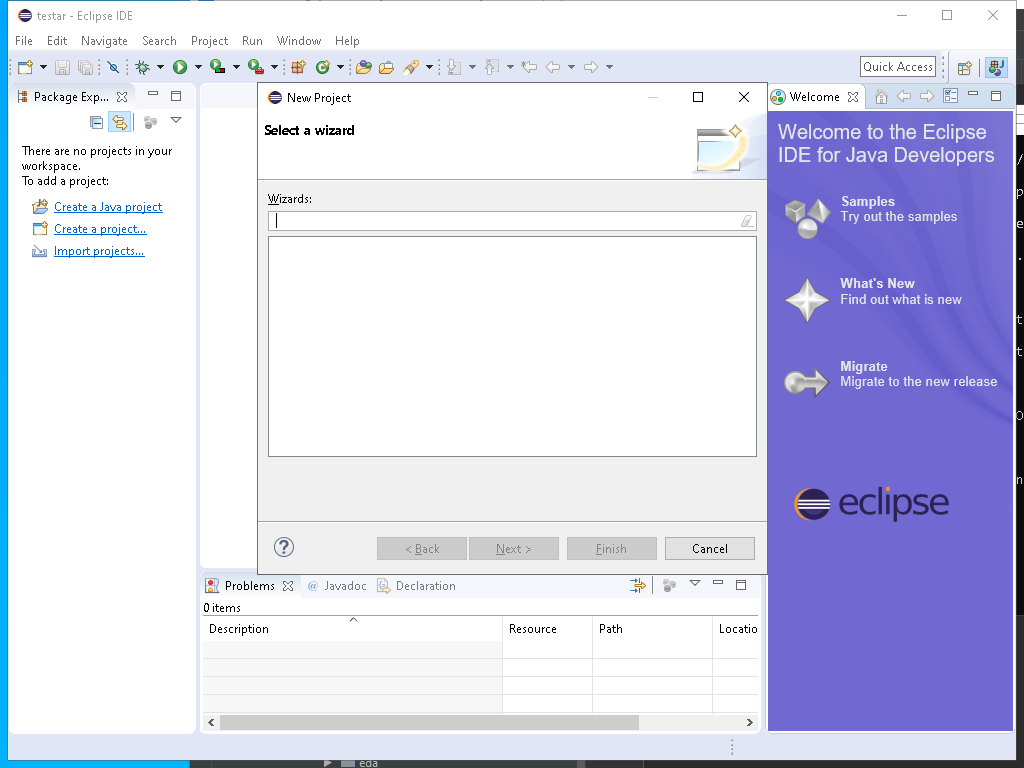 testar - Eclipse IDE
File Edit Navigate Search Project Run Window Help
Quick Access
Package Exp...
There are no projects in your
workspace.
To add a project:
Create a Java project
Create a project...
Import projects...
New Project
Select a wizard
Wizards:
< Back Next > Finish Cancel
Welcome
Welcome to the Eclipse
IDE for Java Developers
Samples
Try out the samples
What's New
Find out what is new
Migrate
Migrate to the new release
eclipse
Problems @ Javadoc Declaration
0 items
Description Resource Path Locatio
eda